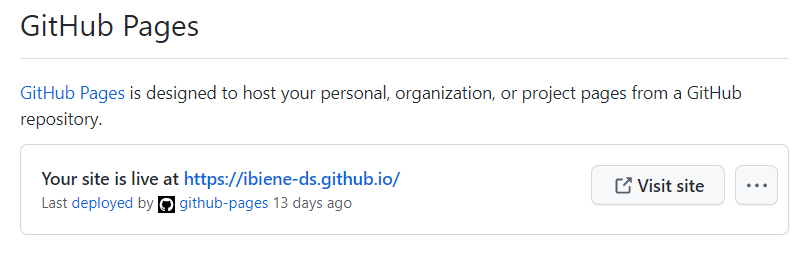 GitHub Pages
GitHub Pages is designed to host your personal, organization, or project pages from a GitHub
repository.
Your site is live at https://ibiene-ds.github.io/
Visit site
Last deployed by github-pages 13 days ago